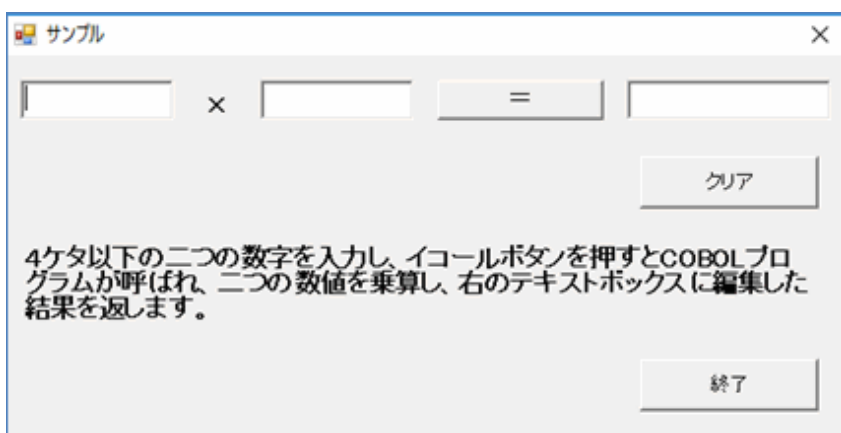 サンプル
× =
クリア
4ケタ以下の二つの数字を入力し、イコールボタンを押すとCOBOLプロ
グラムが呼ばれ、二つの数値を乗算し、右のテキストボックスに編集した
結果を返します。
終了